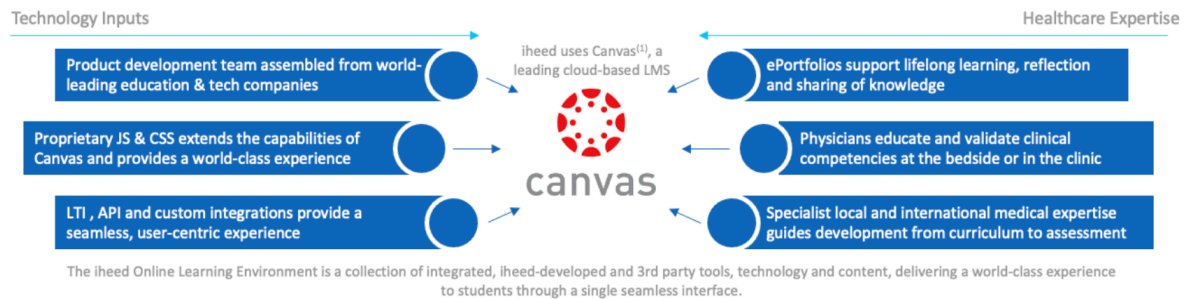 Technology Inputs
Healthcare Expertise
iheed uses Canvas(1), a
leading cloud-based LMS
Product development team assembled from world-
leading education & tech companies
Proprietary JS & CSS extends the capabilities of
Canvas and provides a world-class experience
LTI , API and custom integrations provide a
seamless, user-centric experience
canvas
ePortfolios support lifelong learning, reflection
and sharing of knowledge
Physicians educate and validate clinical
competencies at the bedside or in the clinic
Specialist local and international medical expertise
guides development from curriculum to assessment
The iheed Online Learning Environment is a collection of integrated, iheed-developed and 3rd party tools, technology and content, delivering a world-class experience
to students through a single seamless interface.